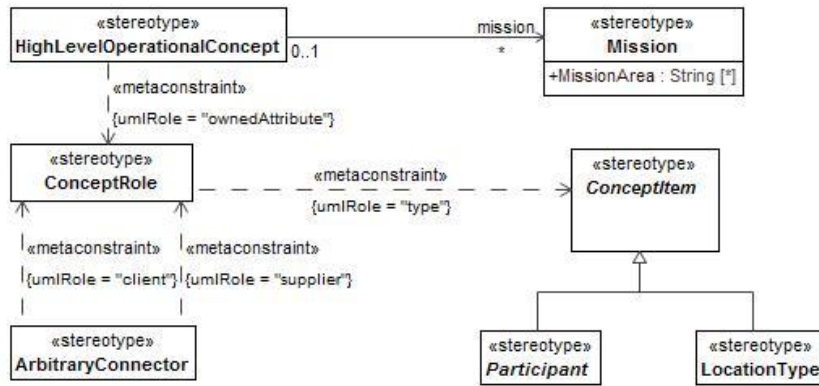 «stereotype»
HighLevelOperationalConcept
0..1
mission
*
«stereotype»
Mission
+MissionArea : String [*]
«metaconstraint»
{umlRole = "ownedAttribute"}
«stereotype»
ConceptRole
«metaconstraint»
{umlRole = "type"}
«stereotype»
ConceptItem
«metaconstraint»
{umlRole = "client"}
«metaconstraint»
{umlRole = "supplier"}
«stereotype»
ArbitraryConnector
«stereotype»
Participant
«stereotype»
LocationType